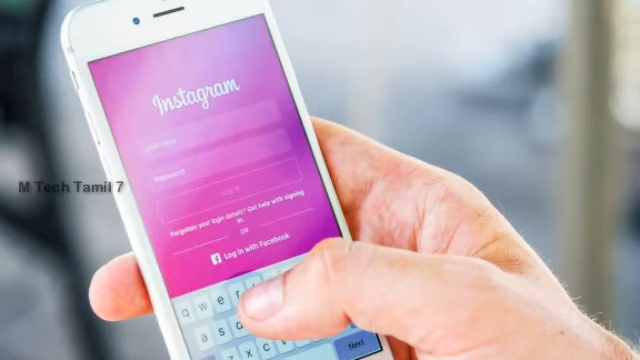 Instagram
Username
Password
Log in
Forgotten your login details? Get help with signing
in.
OR
Log in with Facebook
M Tech Tamil 7
q w e r
a s d
z x c
Next